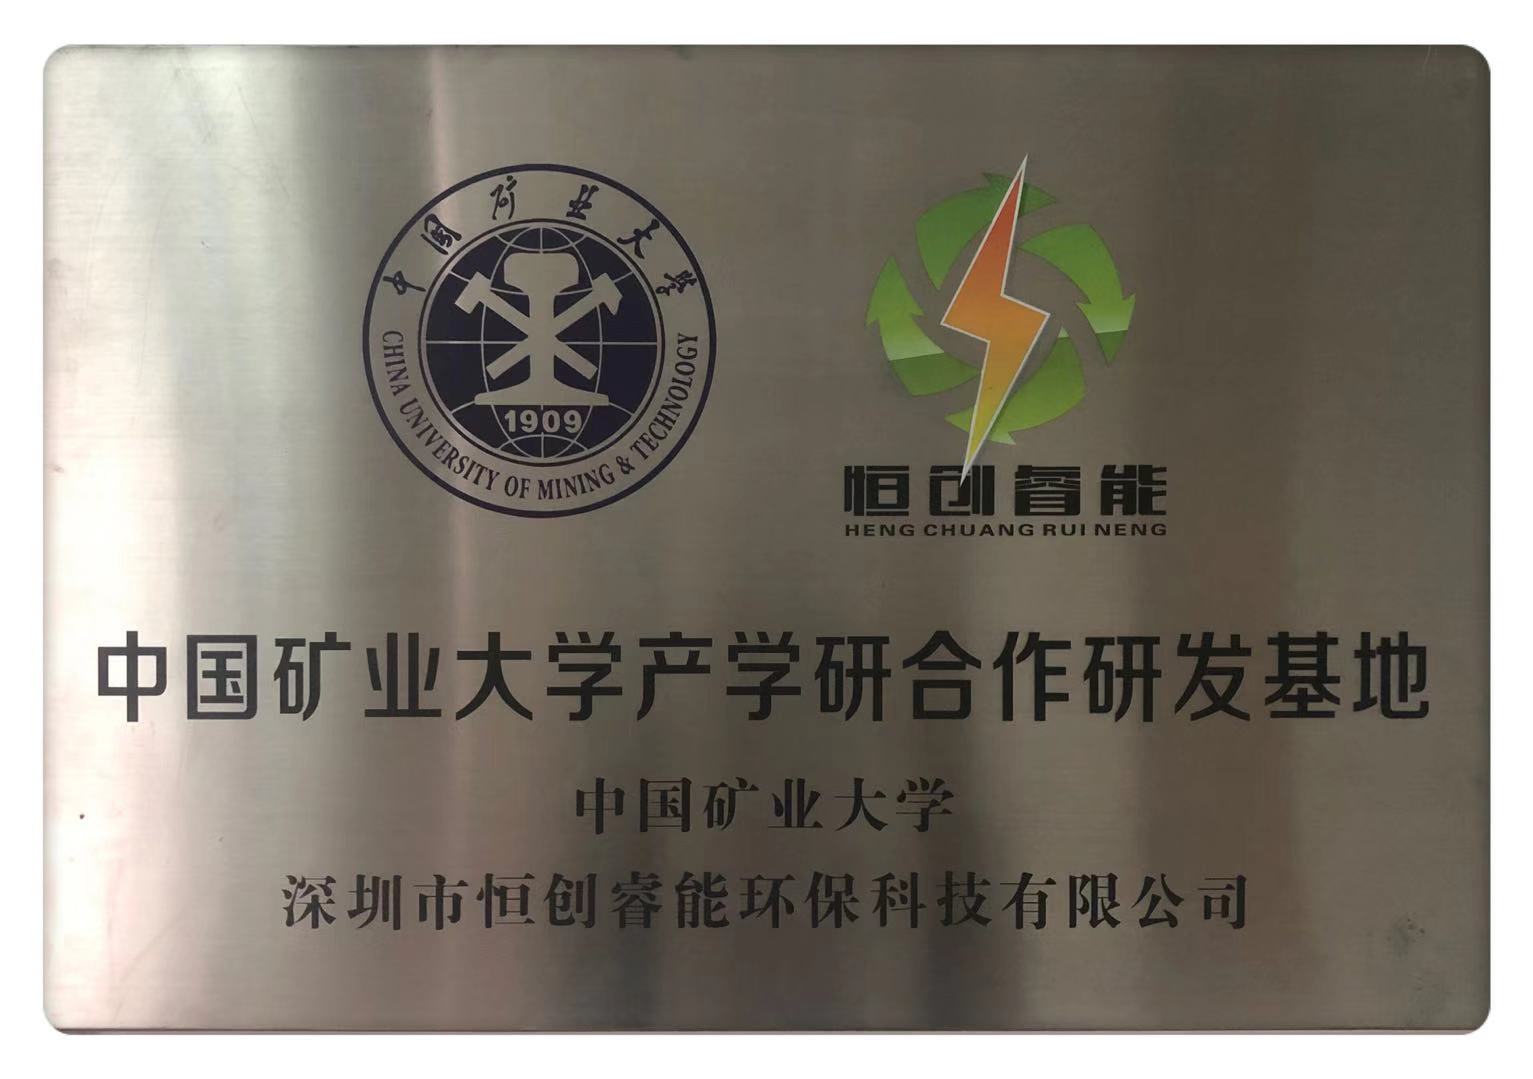 中国矿业大学
CHINA UNIVERSITY OF MINING & TECHNOLOGY
1909
恒创睿能
HENG CHUANG RUI NENG
中国矿业大学产学研合作研发基地
中国矿业大学
深圳市恒创睿能环保科技有限公司